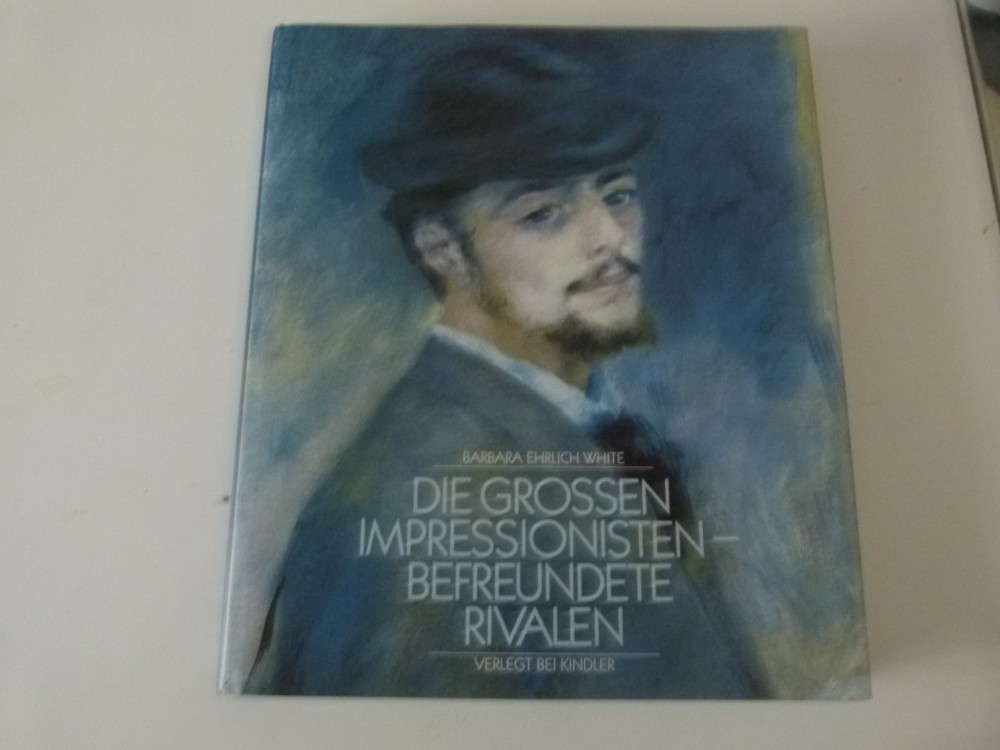 BARBARA EHRLICH WHITE
DIE GROSSEN
IMPRESSIONISTEN –
BEFREUNDETE
RIVALEN
VERLEGT BEI KINDLER